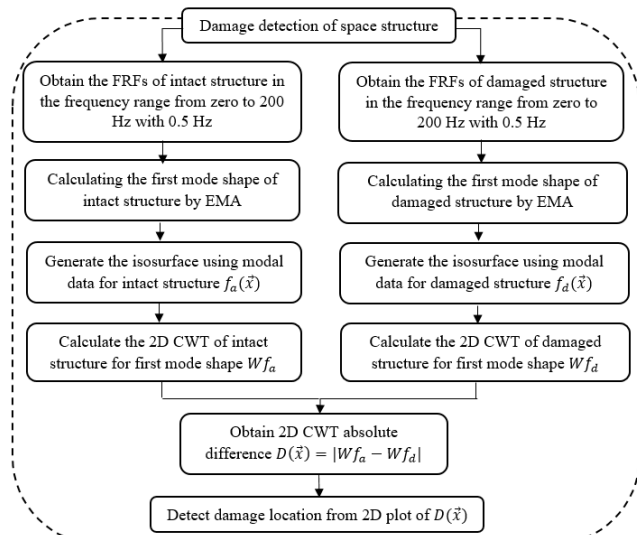 Damage detection of space structure
Obtain the FRFs of intact structure in
the frequency range from zero to 200
Hz with 0.5 Hz
Obtain the FRFs of damaged structure
in the frequency range from zero to
200 Hz with 0.5 Hz
Calculating the first mode shape of
intact structure by EMA
Calculating the first mode shape of
damaged structure by EMA
Generate the isosurface using modal
data for intact structure $f_a(\vec{x})$
Generate the isosurface using modal
data for damaged structure $f_d(\vec{x})$
Calculate the 2D CWT of intact
structure for first mode shape $Wf_a$
Calculate the 2D CWT of damaged
structure for first mode shape $Wf_d$
Obtain 2D CWT absolute
difference $D(\vec{x}) = |Wf_a - Wf_d|$
Detect damage location from 2D plot of $D(\vec{x})$